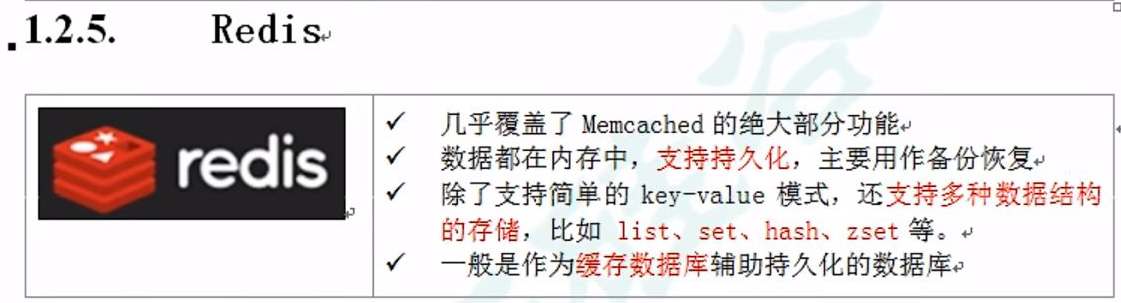 1.2.5. Redis
redis
几乎覆盖了 Memcached 的绝大部分功能
数据都在内存中，支持持久化，主要用作备份恢复
除了支持简单的 key-value 模式，还支持多种数据结构
的存储，比如 list、set、hash、zset 等。
一般是作为缓存数据库辅助持久化的数据库